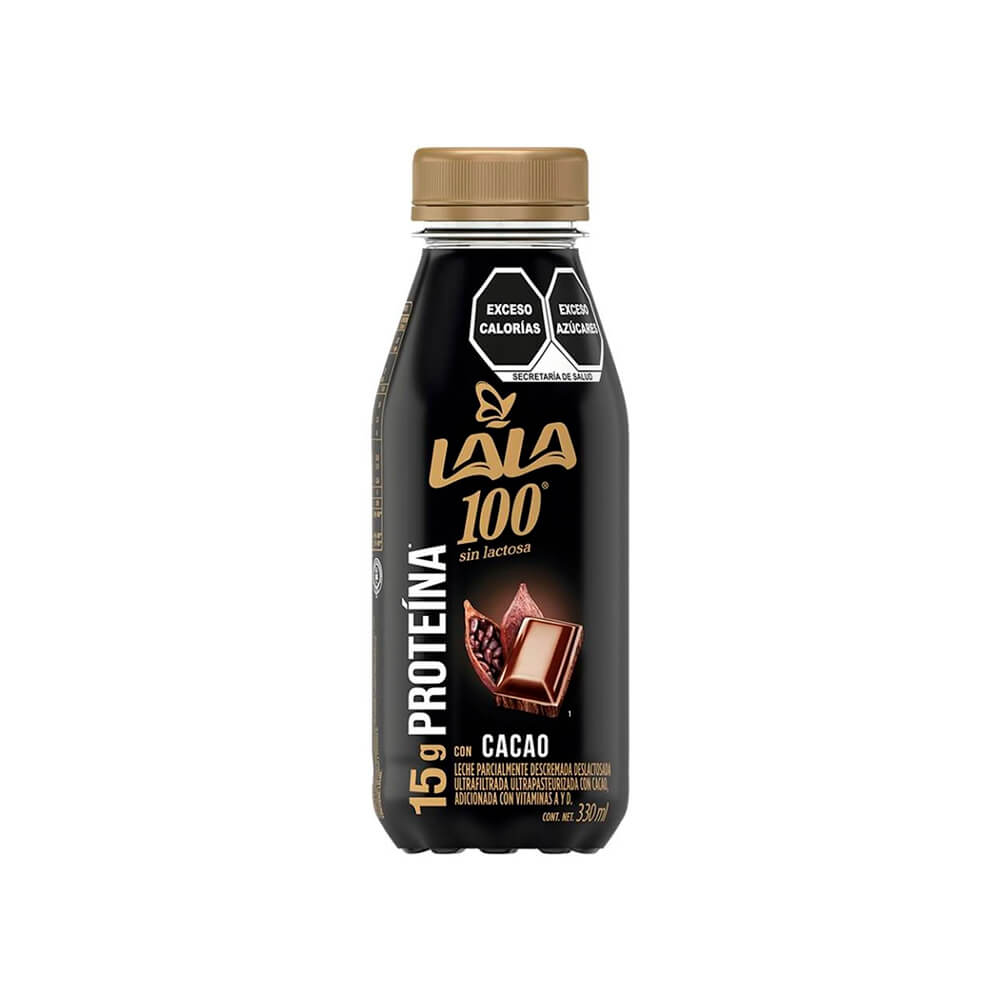 EXCESO
CALORÍAS
EXCESO
AZÚCARES
SECRETARÍA DE SALUD
LALA
100®
sin lactosa
15g PROTEÍNA*
1
CON CACAO
LECHE PARCIALMENTE DESCREMADA DESLACTOSADA
ULTRAFILTRADA ULTRAPASTEURIZADA CON CACAO,
ADICIONADA CON VITAMINAS A Y D.
CONT. NET. 330 ml